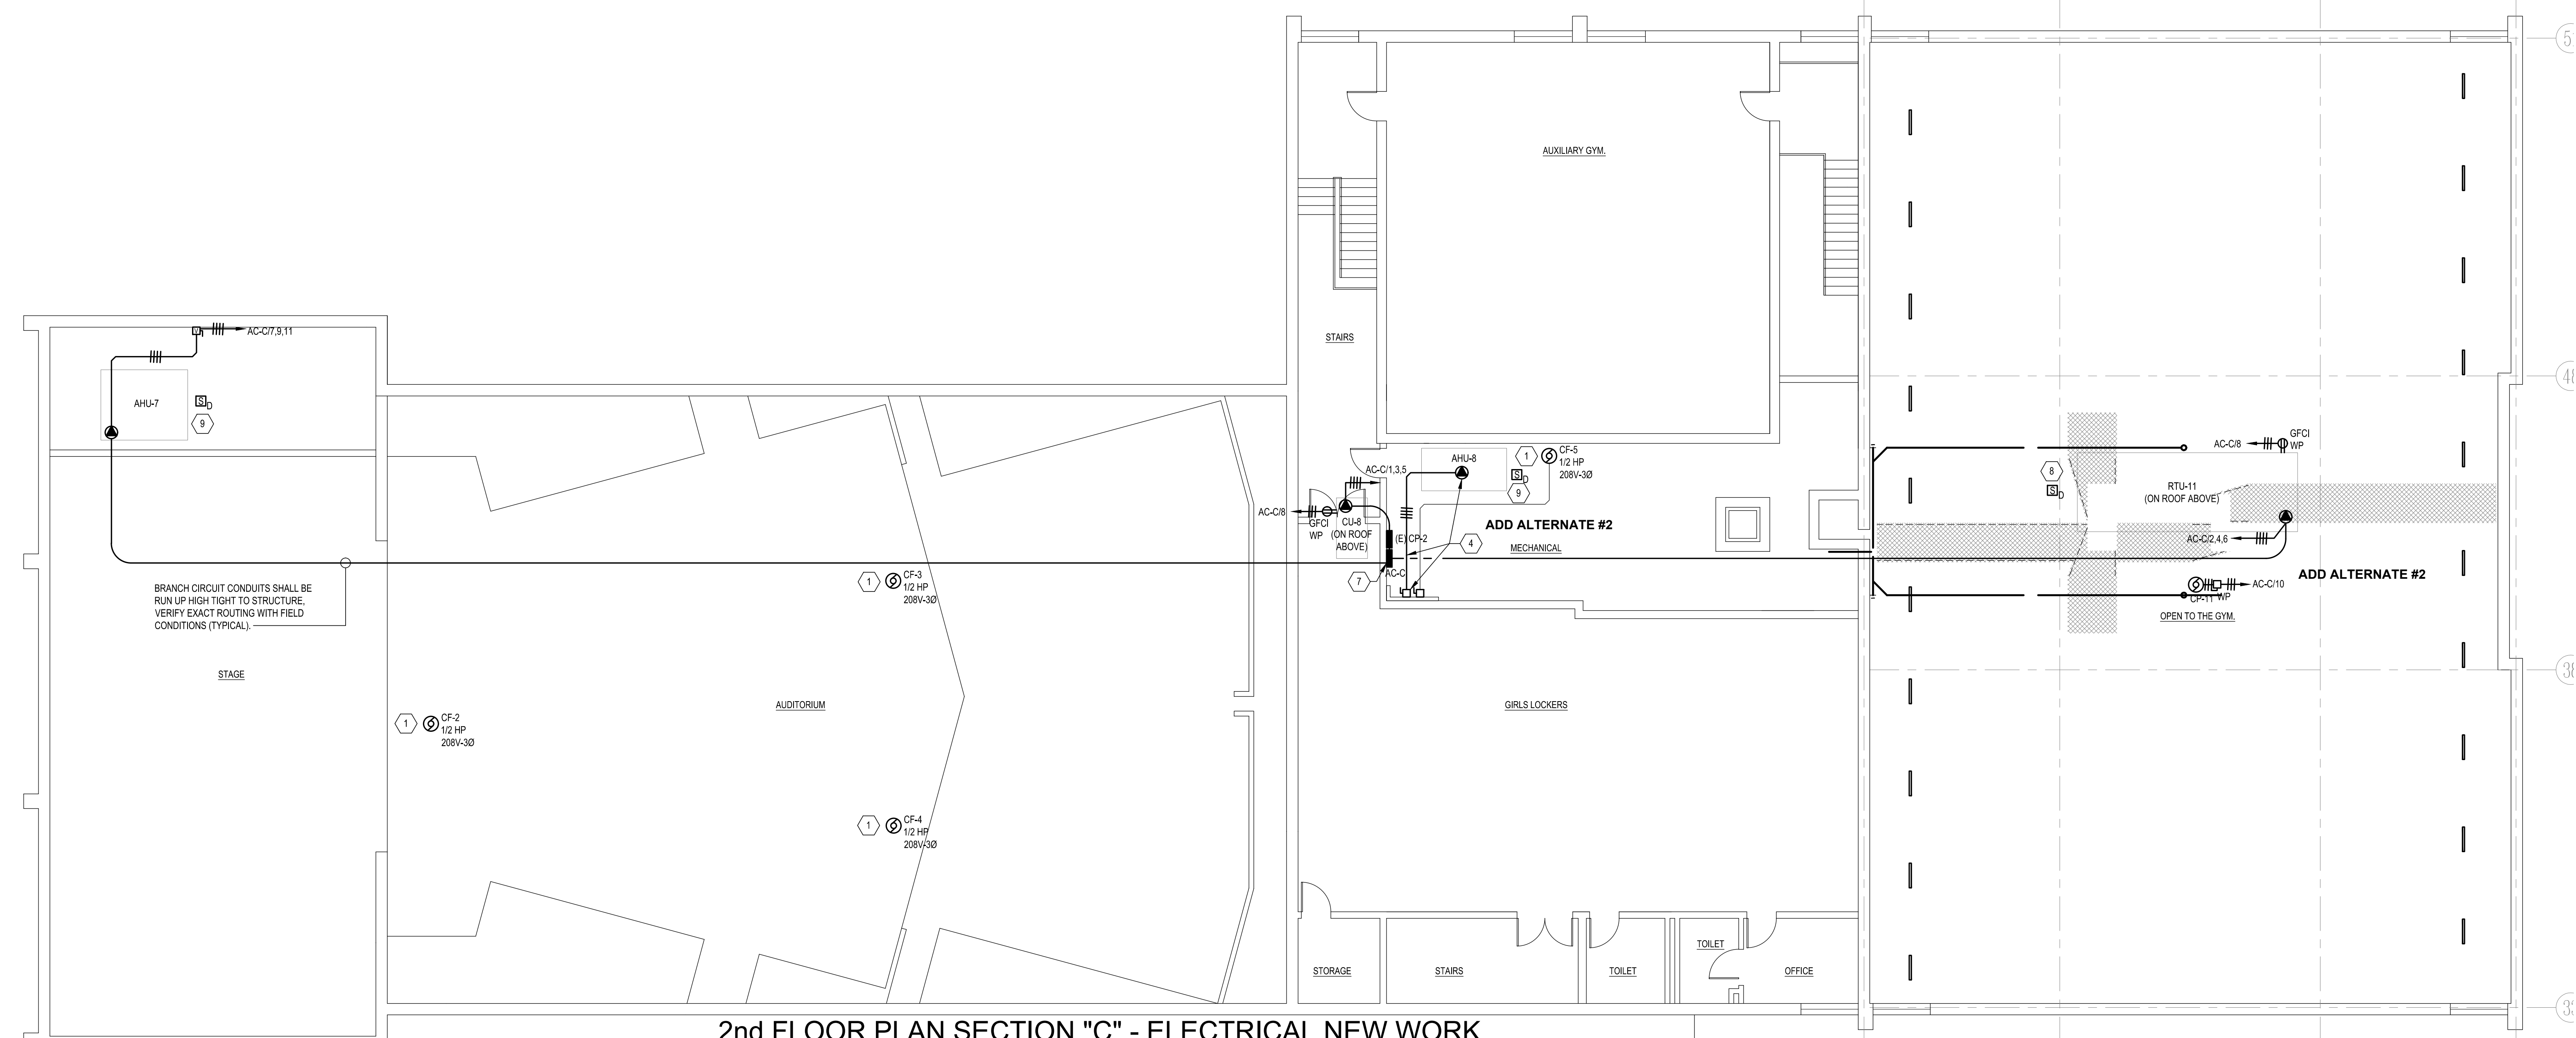 AC-C/7,9,11
AHU-7
S
D
9
BRANCH CIRCUIT CONDUITS SHALL BE
RUN UP HIGH TIGHT TO STRUCTURE,
VERIFY EXACT ROUTING WITH FIELD
CONDITIONS (TYPICAL).
STAGE
1
CF-2
1/2 HP
208V-3Ø
1
CF-3
1/2 HP
208V-3Ø
AUDITORIUM
1
CF-4
1/2 HP
208V-3Ø
STAIRS
AUXILIARY GYM.
AC-C/1,3,5
AHU-8
1
CF-5
1/2 HP
208V-3Ø
S
D
9
AC-C/8
GFCI
WP
CU-8
(ON ROOF
ABOVE)
(E) CP-2
AC-C
7
4
ADD ALTERNATE #2
MECHANICAL
GIRLS LOCKERS
STORAGE
STAIRS
TOILET
TOILET
OFFICE
AC-C/8
GFCI
WP
8
S
D
RTU-11
(ON ROOF ABOVE)
AC-C/2,4,6
ADD ALTERNATE #2
AC-C/10
CP-11
WP
OPEN TO THE GYM.
48
2nd FLOOR PLAN SECTION "C" - ELECTRICAL NEW WORK